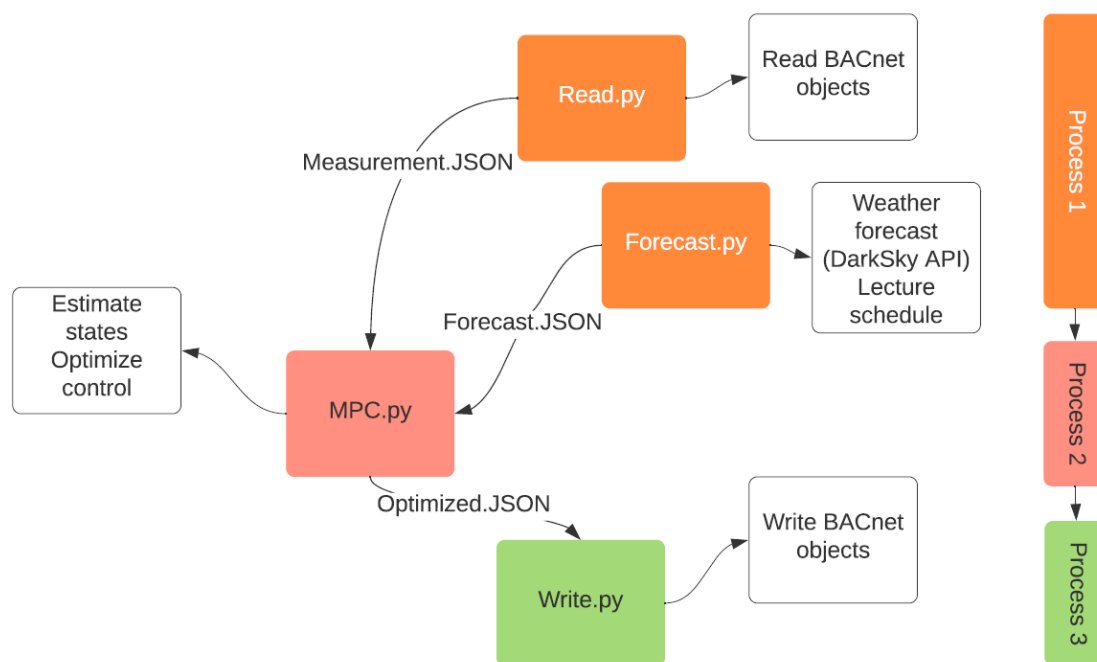 Read.py
Read BACnet
objects
Measurement.JSON
Forecast.py
Weather
forecast
(DarkSky API)
Lecture
schedule
Forecast.JSON
Estimate
states
Optimize
control
MPC.py
Optimized.JSON
Write.py
Write BACnet
objects
Process 1
Process 2
Process 3